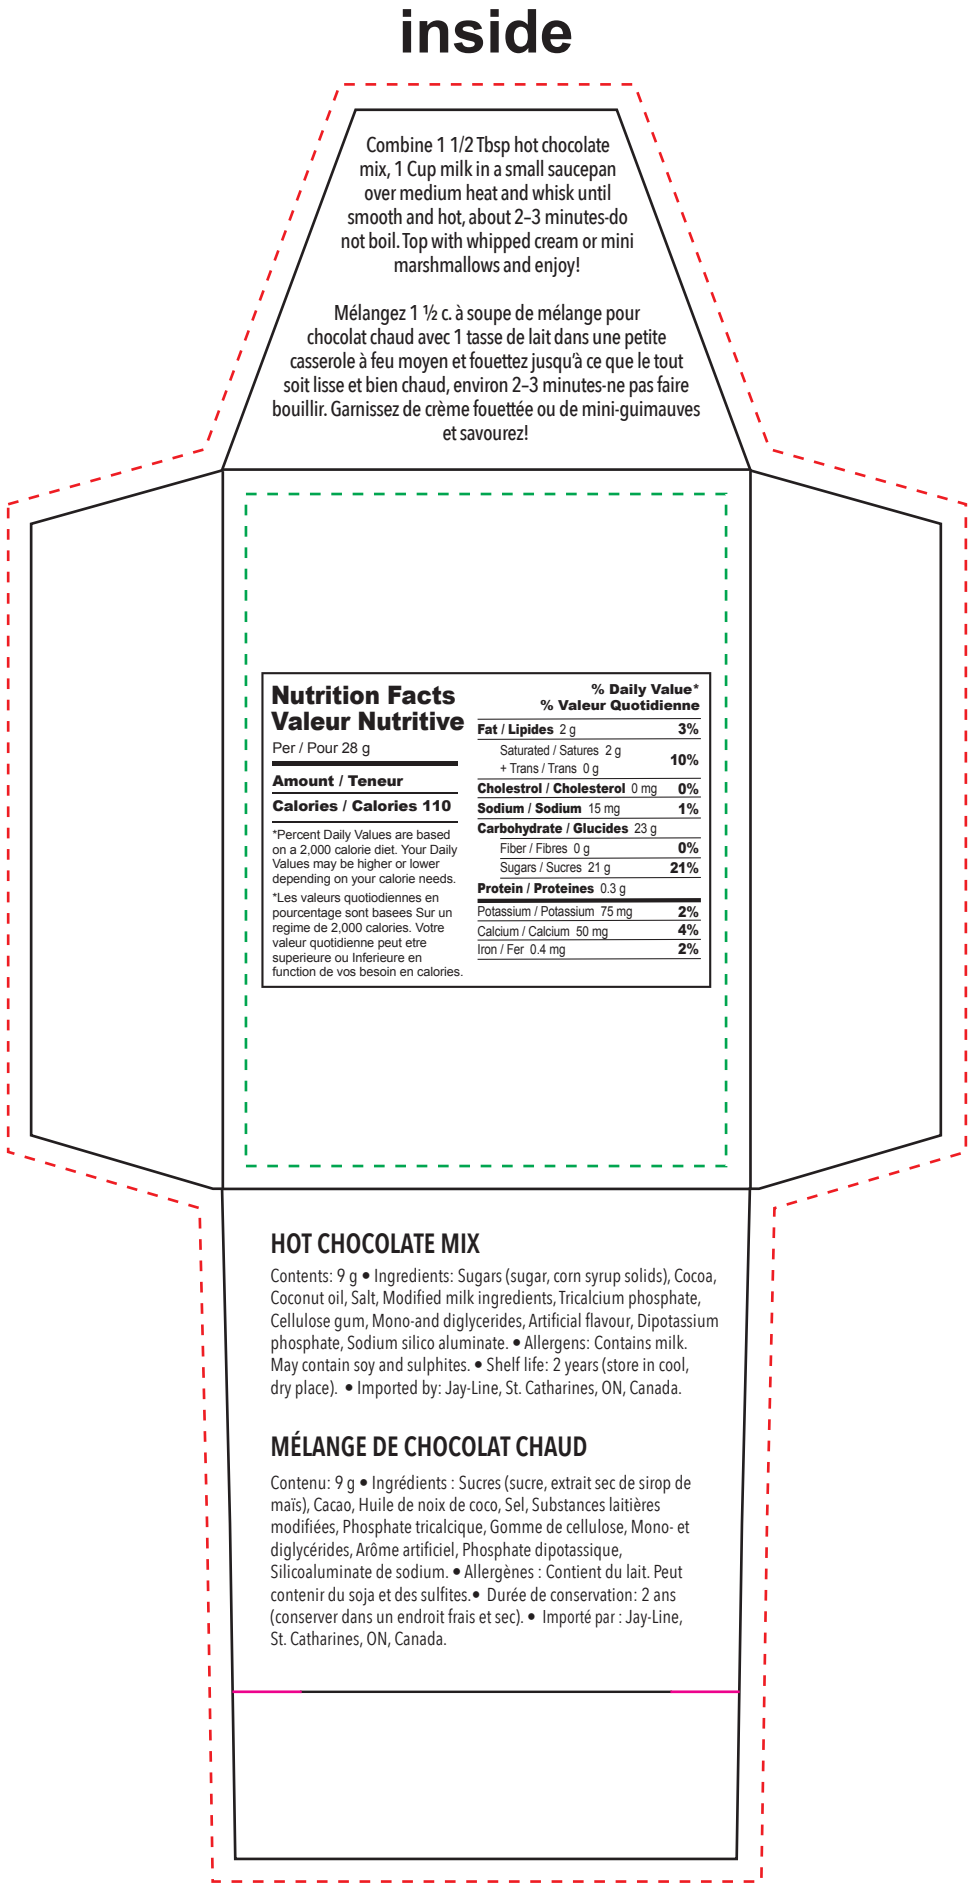 inside
Combine 1 1/2 Tbsp hot chocolate
mix, 1 Cup milk in a small saucepan
over medium heat and whisk until
smooth and hot, about 2–3 minutes-do
not boil. Top with whipped cream or mini
marshmallows and enjoy!
Mélangez 1 ½ c. à soupe de mélange pour
chocolat chaud avec 1 tasse de lait dans une petite
casserole à feu moyen et fouettez jusqu'à ce que le tout
soit lisse et bien chaud, environ 2–3 minutes-ne pas faire
bouillir. Garnissez de crème fouettée ou de mini-guimauves
et savourez!
Nutrition Facts
Valeur Nutritive
Per / Pour 28 g
Amount / Teneur
Calories / Calories 110
*Percent Daily Values are based
on a 2,000 calorie diet. Your Daily
Values may be higher or lower
depending on your calorie needs.
*Les valeurs quotiodiennes en
pourcentage sont basees Sur un
regime de 2,000 calories. Votre
valeur quotidienne peut etre
superieure ou Inferieure en
function de vos besoin en calories.
% Daily Value*
% Valeur Quotidienne
Fat / Lipides 2 g 3%
Saturated / Satures 2 g
+ Trans / Trans 0 g 10%
Cholestrol / Cholesterol 0 mg 0%
Sodium / Sodium 15 mg 1%
Carbohydrate / Glucides 23 g
Fiber / Fibres 0 g 0%
Sugars / Sucres 21 g 21%
Protein / Proteines 0.3 g
Potassium / Potassium 75 mg 2%
Calcium / Calcium 50 mg 4%
Iron / Fer 0.4 mg 2%
HOT CHOCOLATE MIX
Contents: 9 g • Ingredients: Sugars (sugar, corn syrup solids), Cocoa,
Coconut oil, Salt, Modified milk ingredients, Tricalcium phosphate,
Cellulose gum, Mono-and diglycerides, Artificial flavour, Dipotassium
phosphate, Sodium silico aluminate. • Allergens: Contains milk.
May contain soy and sulphites. • Shelf life: 2 years (store in cool,
dry place). • Imported by: Jay-Line, St. Catharines, ON, Canada.
MÉLANGE DE CHOCOLAT CHAUD
Contenu: 9 g • Ingrédients : Sucres (sucre, extrait sec de sirop de
maïs), Cacao, Huile de noix de coco, Sel, Substances laitières
modifiées, Phosphate tricalcique, Gomme de cellulose, Mono- et
diglycérides, Arôme artificiel, Phosphate dipotassique,
Silicoaluminate de sodium. • Allergènes : Contient du lait. Peut
contenir du soja et des sulfites. • Durée de conservation: 2 ans
(conserver dans un endroit frais et sec). • Importé par : Jay-Line,
St. Catharines, ON, Canada.